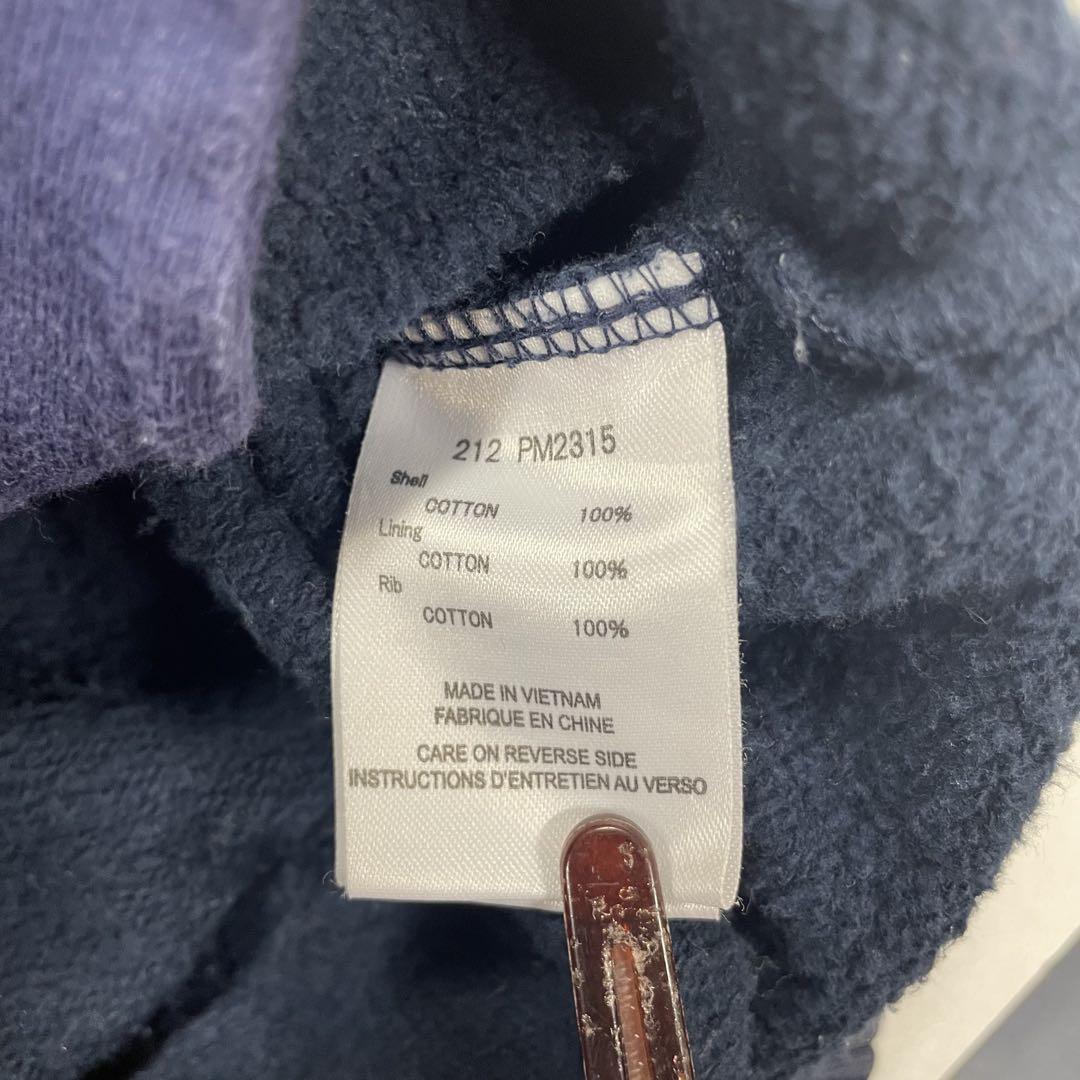 212 PM2315
Shell
COTTON 100%
Lining
COTTON 100%
Rib
COTTON 100%
MADE IN VIETNAM
FABRIQUE EN CHINE
CARE ON REVERSE SIDE
INSTRUCTIONS D'ENTRETIEN AU VERSO